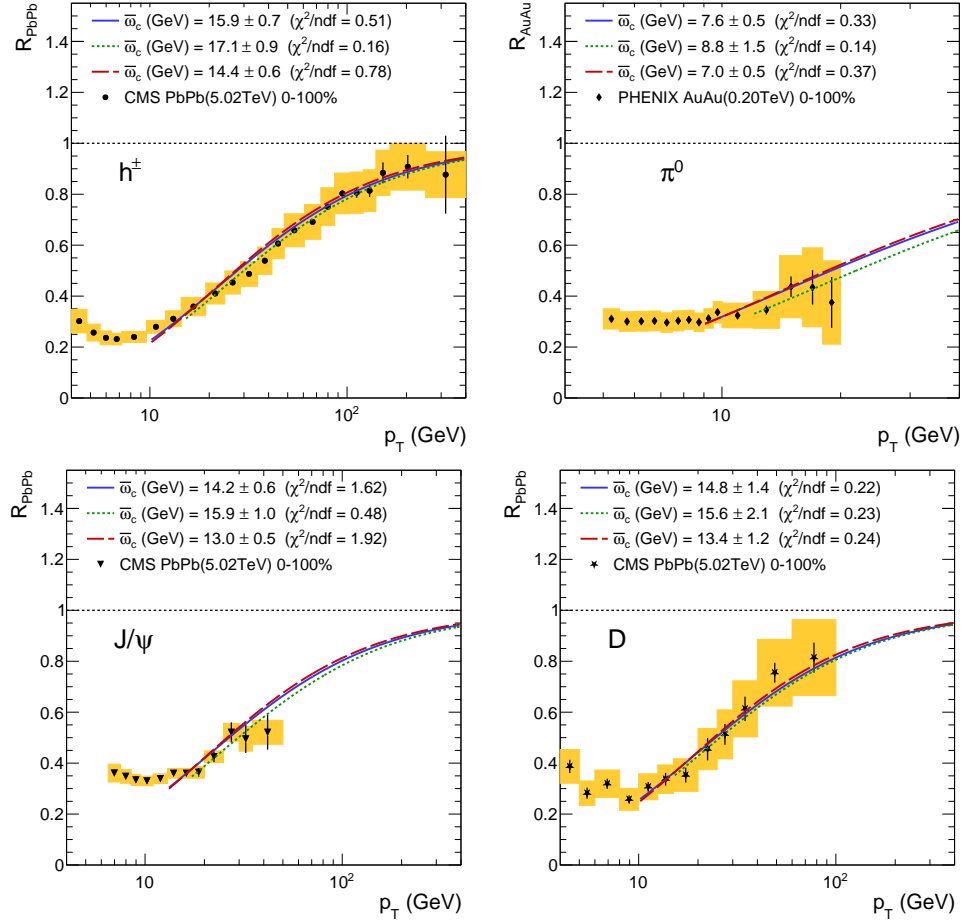 R_PbPb
1.4
1.2
1
0.8
0.6
0.4
0.2
0
ω̅_c (GeV) = 15.9 ± 0.7 (χ²/ndf = 0.51)
ω̅_c (GeV) = 17.1 ± 0.9 (χ²/ndf = 0.16)
ω̅_c (GeV) = 14.4 ± 0.6 (χ²/ndf = 0.78)
CMS PbPb(5.02TeV) 0-100%
h^±
10
10²
p_T (GeV)
R_AuAu
1.4
1.2
1
0.8
0.6
0.4
0.2
0
ω̅_c (GeV) = 7.6 ± 0.5 (χ²/ndf = 0.33)
ω̅_c (GeV) = 8.8 ± 1.5 (χ²/ndf = 0.14)
ω̅_c (GeV) = 7.0 ± 0.5 (χ²/ndf = 0.37)
PHENIX AuAu(0.20TeV) 0-100%
π⁰
10
p_T (GeV)
R_PbPb
1.4
1.2
1
0.8
0.6
0.4
0.2
0
ω̅_c (GeV) = 14.2 ± 0.6 (χ²/ndf = 1.62)
ω̅_c (GeV) = 15.9 ± 1.0 (χ²/ndf = 0.48)
ω̅_c (GeV) = 13.0 ± 0.5 (χ²/ndf = 1.92)
CMS PbPb(5.02TeV) 0-100%
J/ψ
10
10²
p_T (GeV)
R_PbPb
1.4
1.2
1
0.8
0.6
0.4
0.2
0
ω̅_c (GeV) = 14.8 ± 1.4 (χ²/ndf = 0.22)
ω̅_c (GeV) = 15.6 ± 2.1 (χ²/ndf = 0.23)
ω̅_c (GeV) = 13.4 ± 1.2 (χ²/ndf = 0.24)
CMS PbPb(5.02TeV) 0-100%
D
10
10²
p_T (GeV)